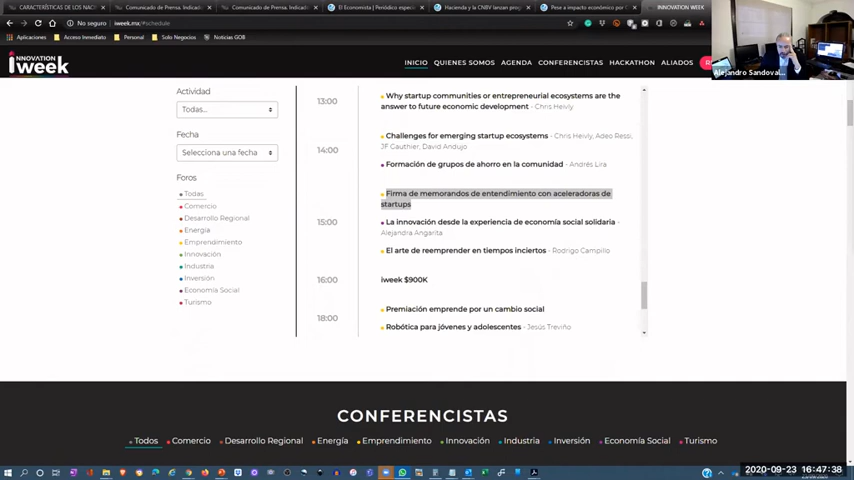 CARACTERÍSTICAS DE LOS NAC
Comunicado de Prensa. Indicado
Comunicado de Prensa. Indicad
El Economista | Periódico especi
Hacienda y la CNBV lanzan progr
Pese a impacto económico por C
INNOVATION WEEK
No seguro | iweek.mx/#schedule
Aplicaciones
Acceso Inmediato
Personal
Solo Negocios
Noticias GOB
INNOVATION
iweek
INICIO
QUIENES SOMOS
AGENDA
CONFERENCISTAS
HACKATHON
ALIADOS
R
Alejandro Sandoval...
Actividad
Todas...
Fecha
Selecciona una fecha
Foros
Todas
Comercio
Desarrollo Regional
Energía
Emprendimiento
Innovación
Industria
Inversión
Economía Social
Turismo
13:00
Why startup communities or entrepreneurial ecosystems are the
answer to future economic development - Chris Heivly
14:00
Challenges for emerging startup ecosystems - Chris Heivly, Adeo Ressi,
JF Gauthier, David Andujo
Formación de grupos de ahorro en la comunidad - Andrés Lira
Firma de memorandos de entendimiento con aceleradoras de
startups
15:00
La innovación desde la experiencia de economía social solidaria -
Alejandra Angarita
El arte de reemprender en tiempos inciertos - Rodrigo Campillo
16:00
iweek $900K
Premiación emprende por un cambio social
18:00
Robótica para jóvenes y adolescentes - Jesús Treviño
CONFERENCISTAS
Todos
Comercio
Desarrollo Regional
Energía
Emprendimiento
Innovación
Industria
Inversión
Economía Social
Turismo
2020-09-23 16:47:38